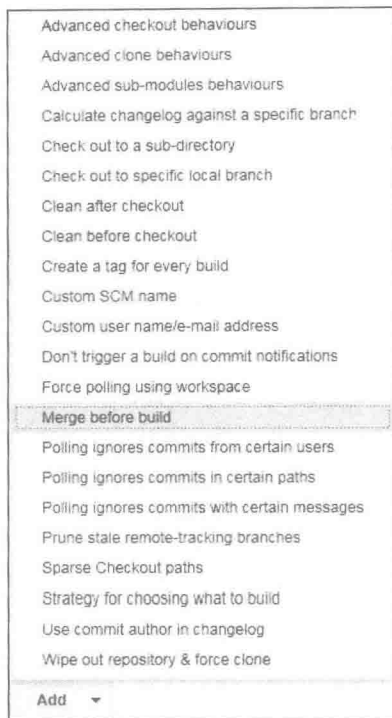 Advanced checkout behaviours
Advanced clone behaviours
Advanced sub-modules behaviours
Calculate changelog against a specific branch
Check out to a sub-directory
Check out to specific local branch
Clean after checkout
Clean before checkout
Create a tag for every build
Custom SCM name
Custom user name/e-mail address
Don't trigger a build on commit notifications
Force polling using workspace
Merge before build
Polling ignores commits from certain users
Polling ignores commits in certain paths
Polling ignores commits with certain messages
Prune stale remote-tracking branches
Sparse Checkout paths
Strategy for choosing what to build
Use commit author in changelog
Wipe out repository & force clone
Add